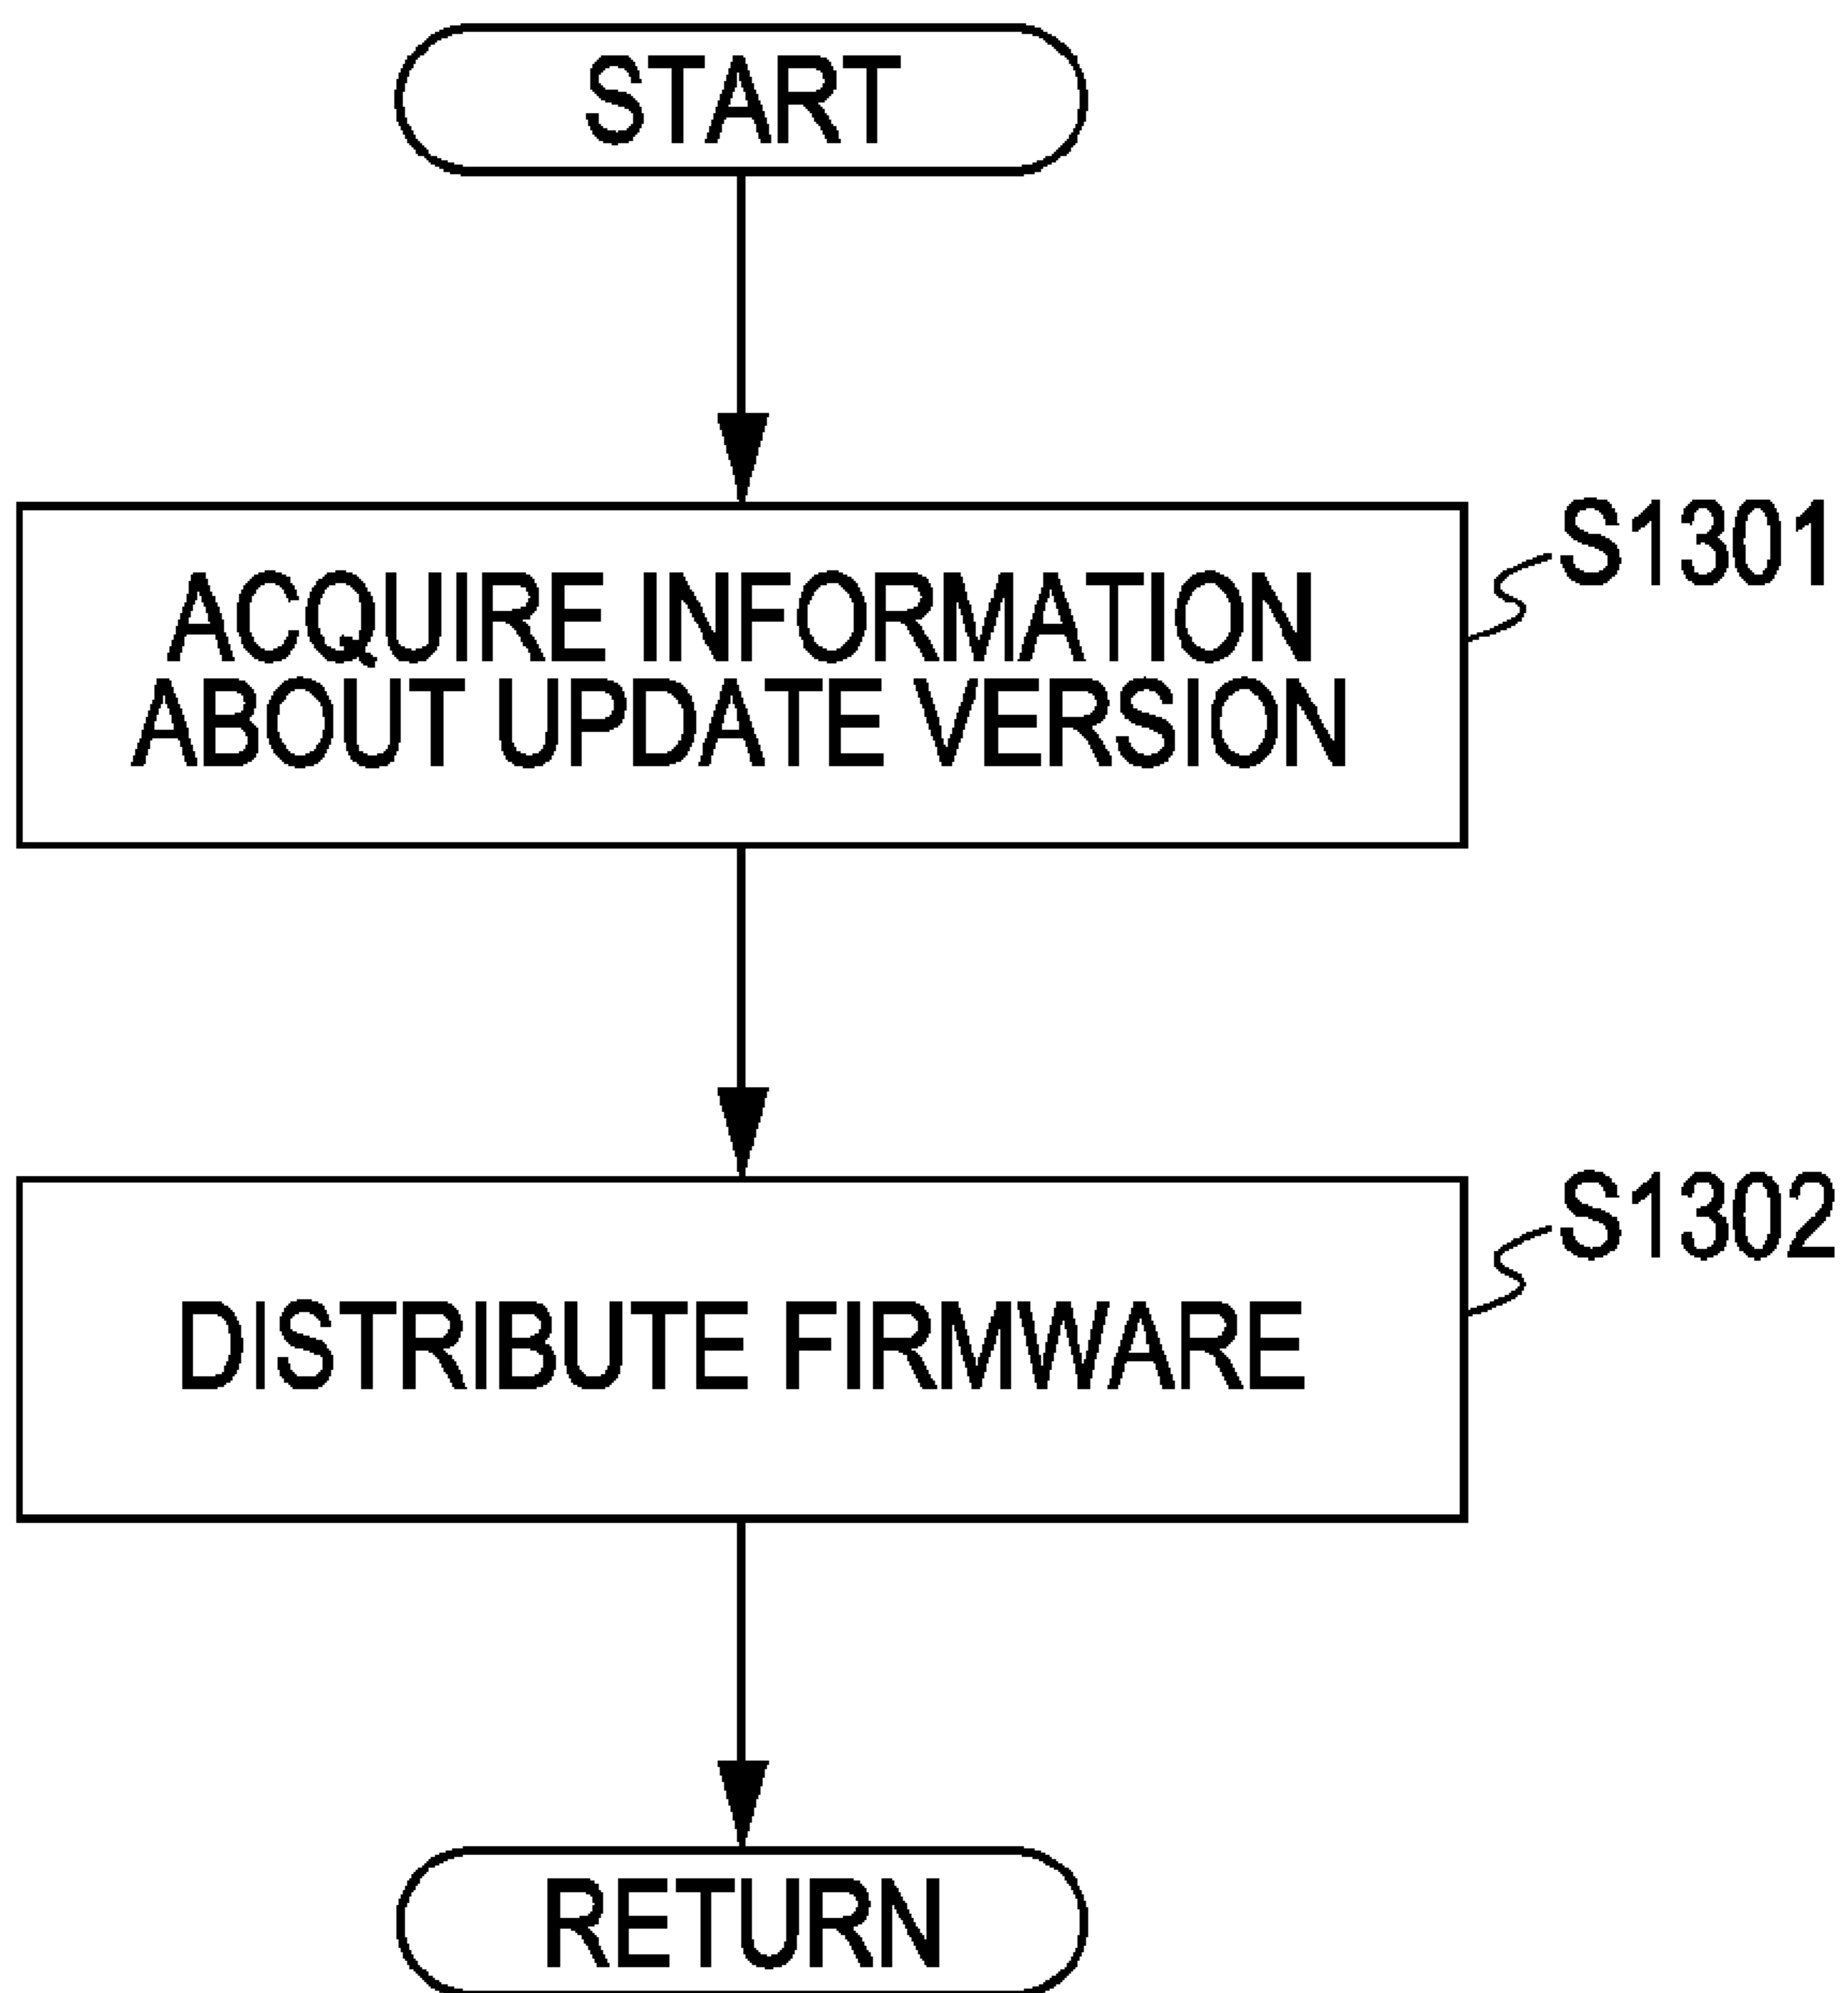 START
S1301
ACQUIRE INFORMATION
ABOUT UPDATE VERSION
S1302
DISTRIBUTE FIRMWARE
RETURN